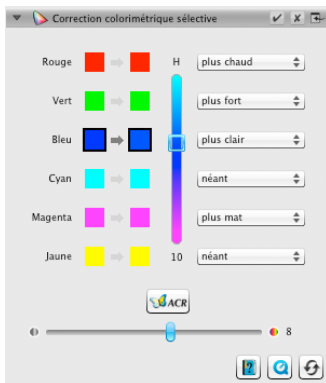 Correction colorimétrique sélective
Rouge H plus chaud
Vert plus fort
Bleu plus clair
Cyan néant
Magenta plus mat
Jaune 10 néant
ACR
8
?